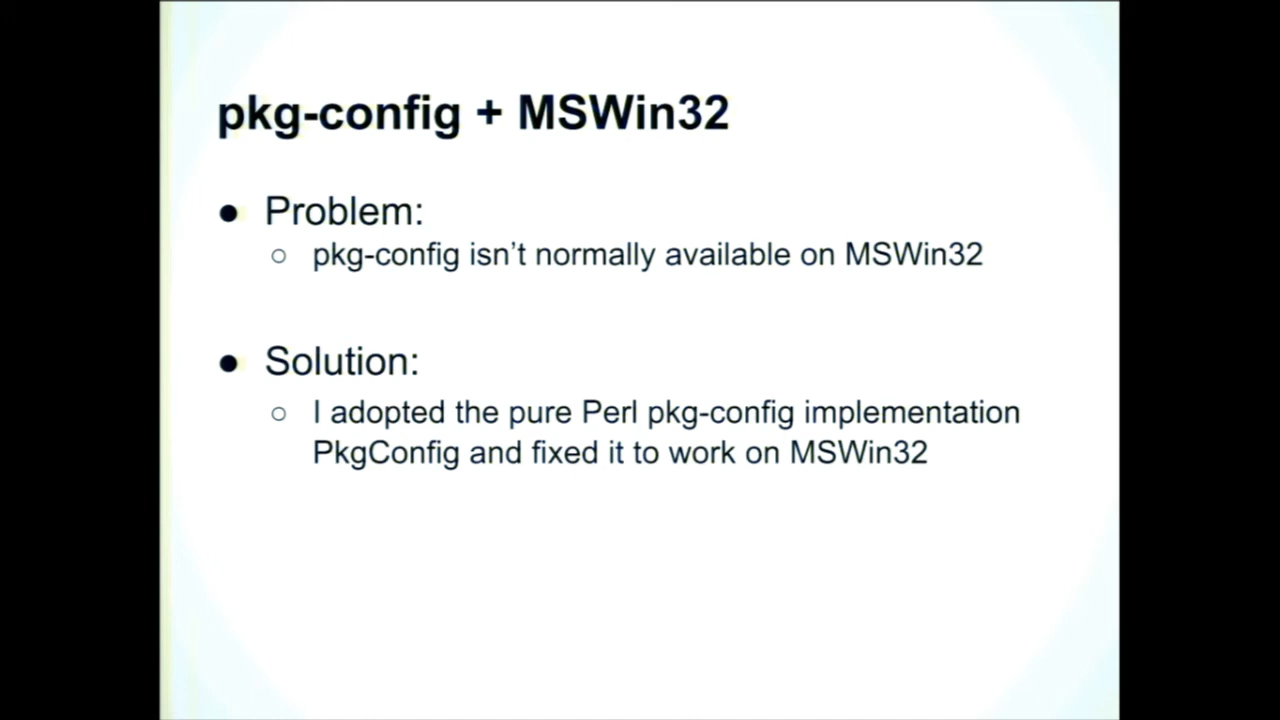 pkg-config + MSWin32
● Problem:
○ pkg-config isn’t normally available on MSWin32
● Solution:
○ I adopted the pure Perl pkg-config implementation
PkgConfig and fixed it to work on MSWin32